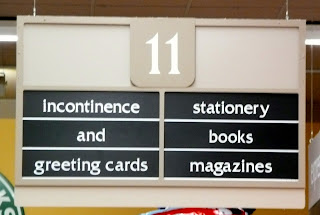 11
incontinence
and
greeting cards
stationery
books
magazines